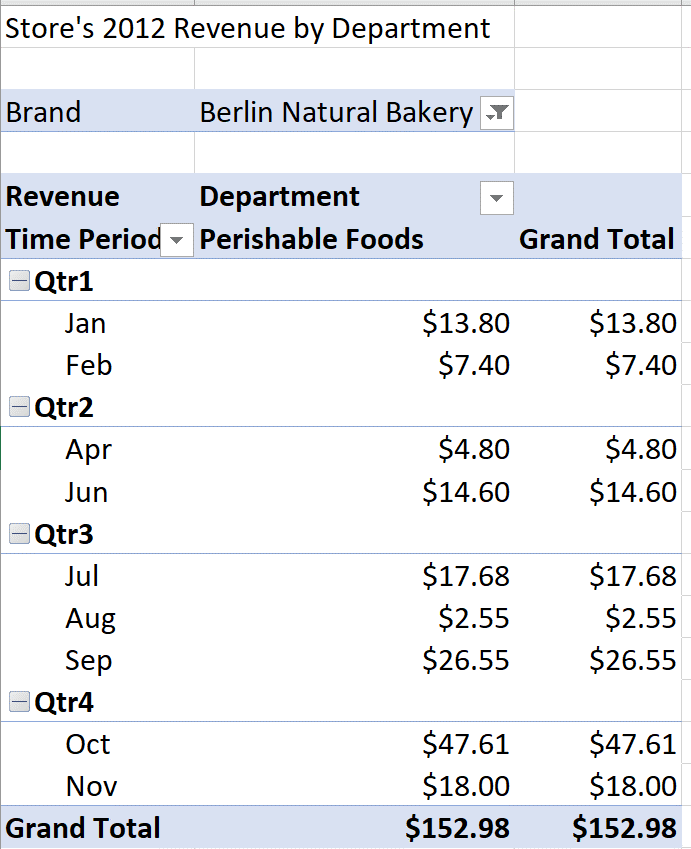 Store's 2012 Revenue by Department
Brand Berlin Natural Bakery
Revenue Department
Time Period Perishable Foods Grand Total
Qtr1
Jan $13.80 $13.80
Feb $7.40 $7.40
Qtr2
Apr $4.80 $4.80
Jun $14.60 $14.60
Qtr3
Jul $17.68 $17.68
Aug $2.55 $2.55
Sep $26.55 $26.55
Qtr4
Oct $47.61 $47.61
Nov $18.00 $18.00
Grand Total $152.98 $152.98